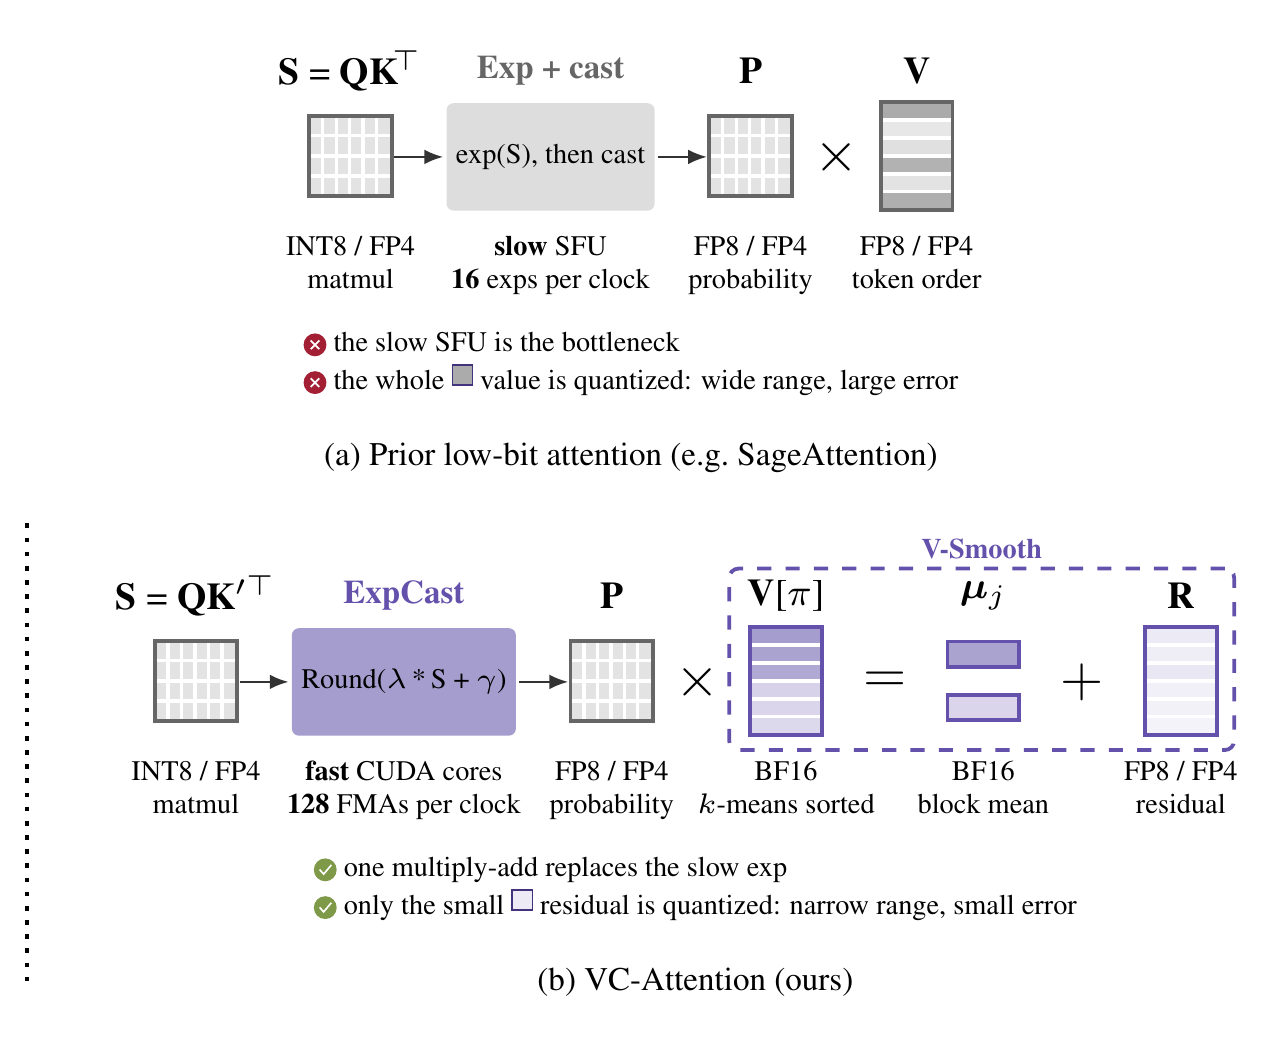 S = QK⊤ Exp + cast P V
exp(S), then cast ×
INT8 / FP4 slow SFU FP8 / FP4 FP8 / FP4
matmul 16 exps per clock probability token order
the slow SFU is the bottleneck
the whole value is quantized: wide range, large error
(a) Prior low-bit attention (e.g. SageAttention)
V-Smooth
S = QK′⊤ ExpCast P V[π] μj R
Round(λ * S + γ) × = +
INT8 / FP4 fast CUDA cores FP8 / FP4 BF16 BF16 FP8 / FP4
matmul 128 FMAs per clock probability k-means sorted block mean residual
one multiply-add replaces the slow exp
only the small residual is quantized: narrow range, small error
(b) VC-Attention (ours)